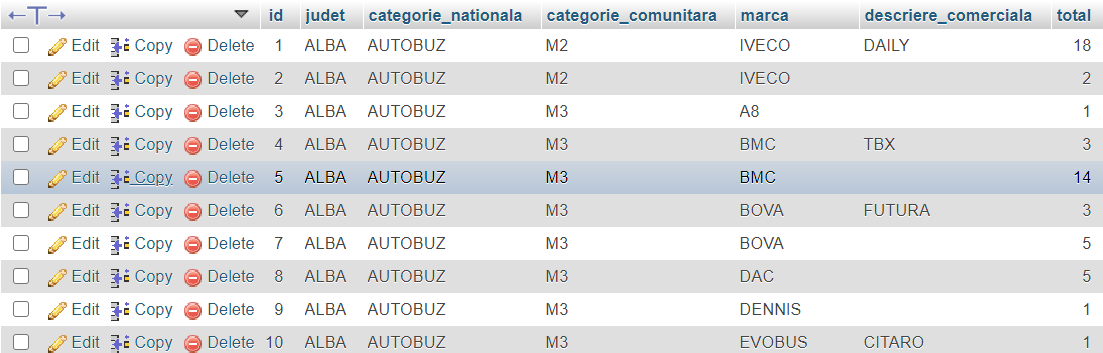 id judet categorie_nationala categorie_comunitara marca descriere_comerciala total
Edit Copy Delete 1 ALBA AUTOBUZ M2 IVECO DAILY 18
Edit Copy Delete 2 ALBA AUTOBUZ M2 IVECO 2
Edit Copy Delete 3 ALBA AUTOBUZ M3 A8 1
Edit Copy Delete 4 ALBA AUTOBUZ M3 BMC TBX 3
Edit Copy Delete 5 ALBA AUTOBUZ M3 BMC 14
Edit Copy Delete 6 ALBA AUTOBUZ M3 BOVA FUTURA 3
Edit Copy Delete 7 ALBA AUTOBUZ M3 BOVA 5
Edit Copy Delete 8 ALBA AUTOBUZ M3 DAC 5
Edit Copy Delete 9 ALBA AUTOBUZ M3 DENNIS 1
Edit Copy Delete 10 ALBA AUTOBUZ M3 EVOBUS CITARO 1